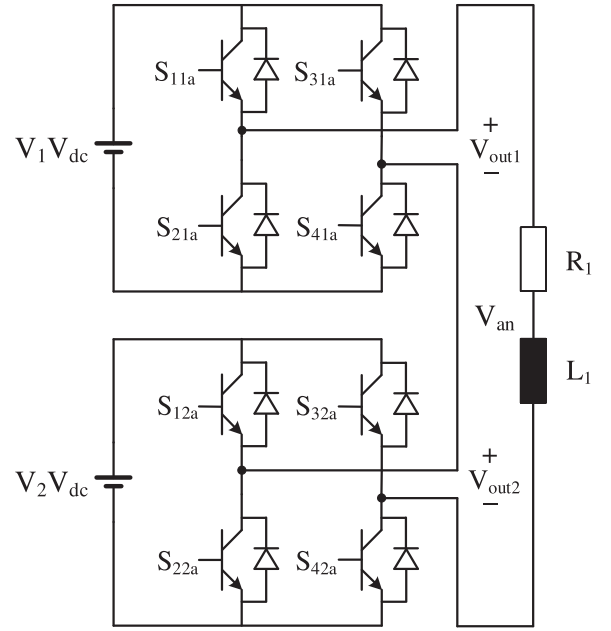 S11a
S31a
+
V1Vdc
Vout1
−
S21a
S41a
R1
Van
L1
S12a
S32a
+
V2Vdc
Vout2
−
S22a
S42a